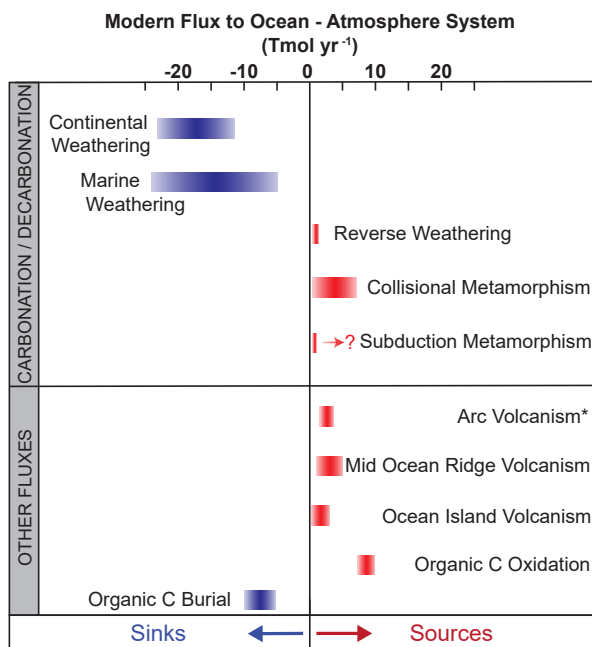 Modern Flux to Ocean - Atmosphere System
(Tmol yr -1)
-20 -10 0 10 20
CARBONATION / DECARBONATION
Continental
Weathering
Marine
Weathering
Reverse Weathering
Collisional Metamorphism
? Subduction Metamorphism
OTHER FLUXES
Arc Volcanism*
Mid Ocean Ridge Volcanism
Ocean Island Volcanism
Organic C Oxidation
Organic C Burial
Sinks Sources